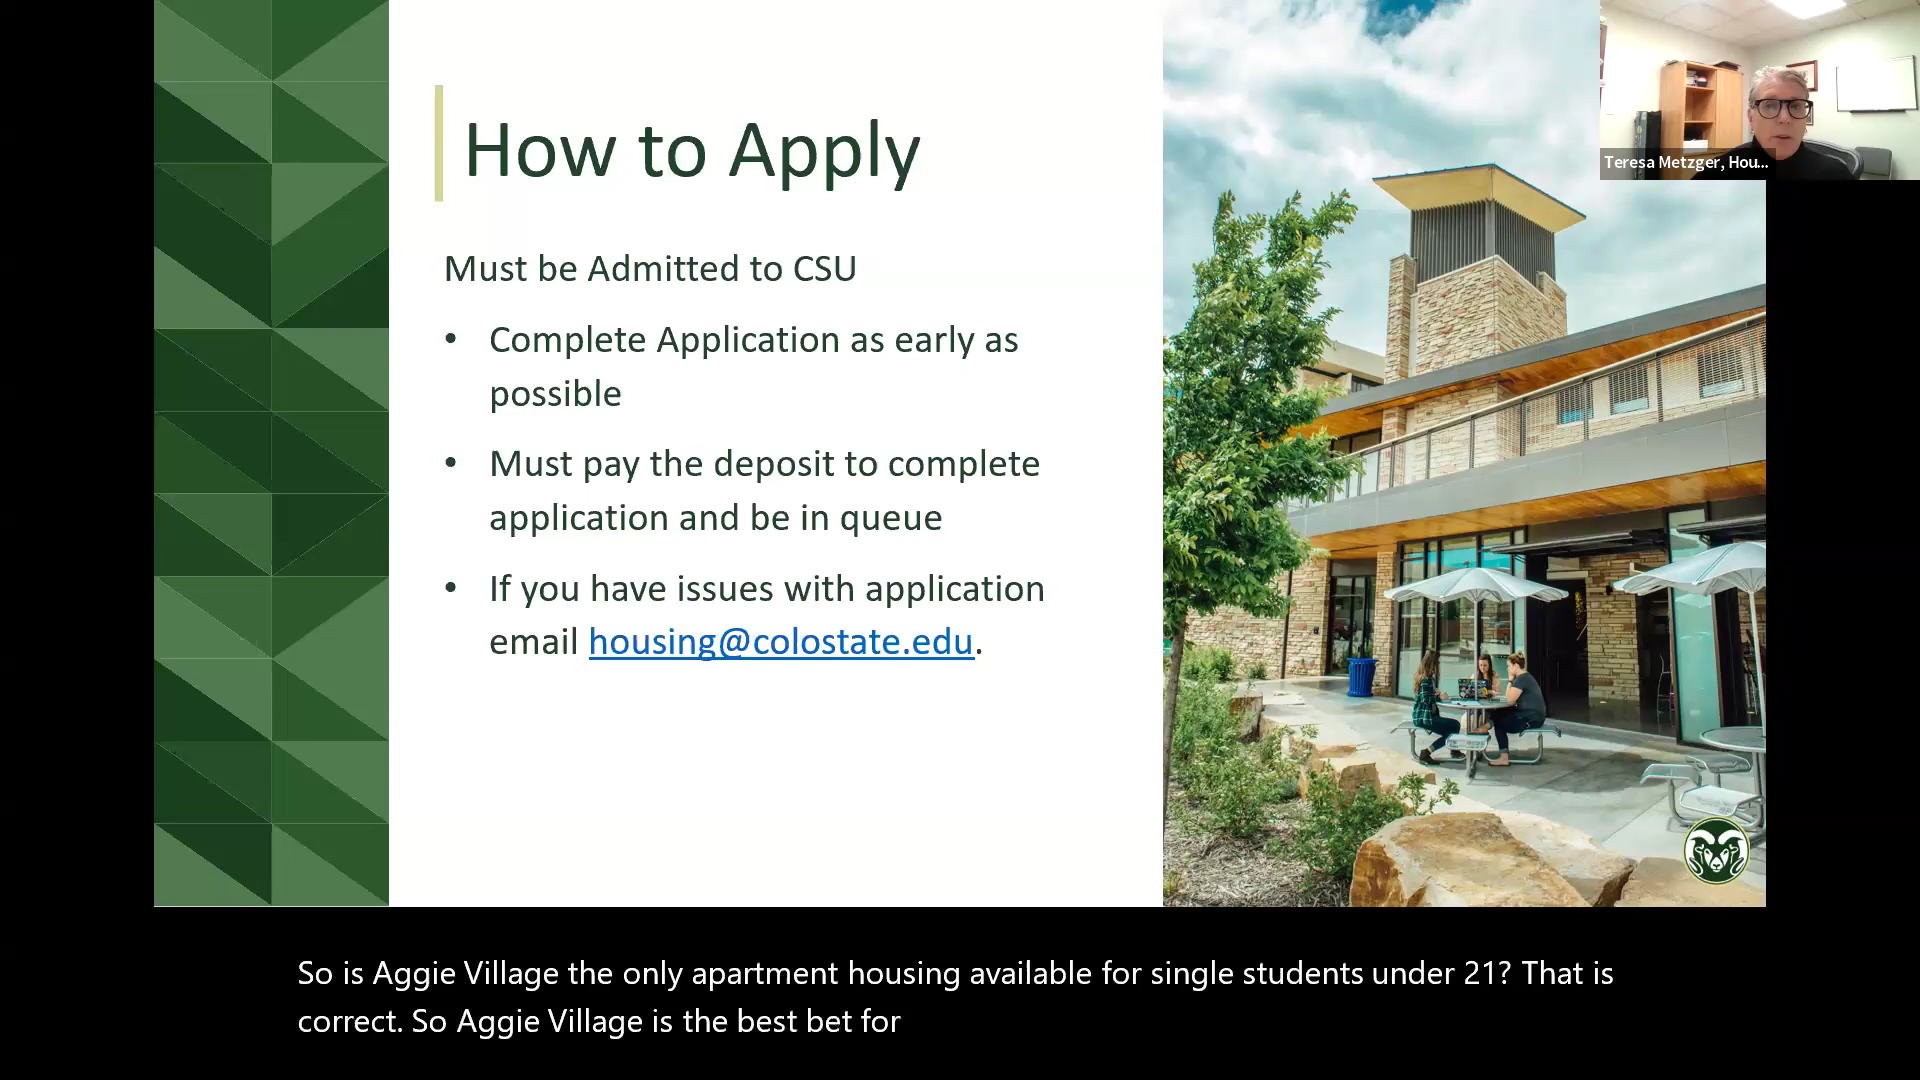 How to Apply
Must be Admitted to CSU
• Complete Application as early as
possible
• Must pay the deposit to complete
application and be in queue
• If you have issues with application
email housing@colostate.edu.
Teresa Metzger, Hou...
So is Aggie Village the only apartment housing available for single students under 21? That is
correct. So Aggie Village is the best bet for